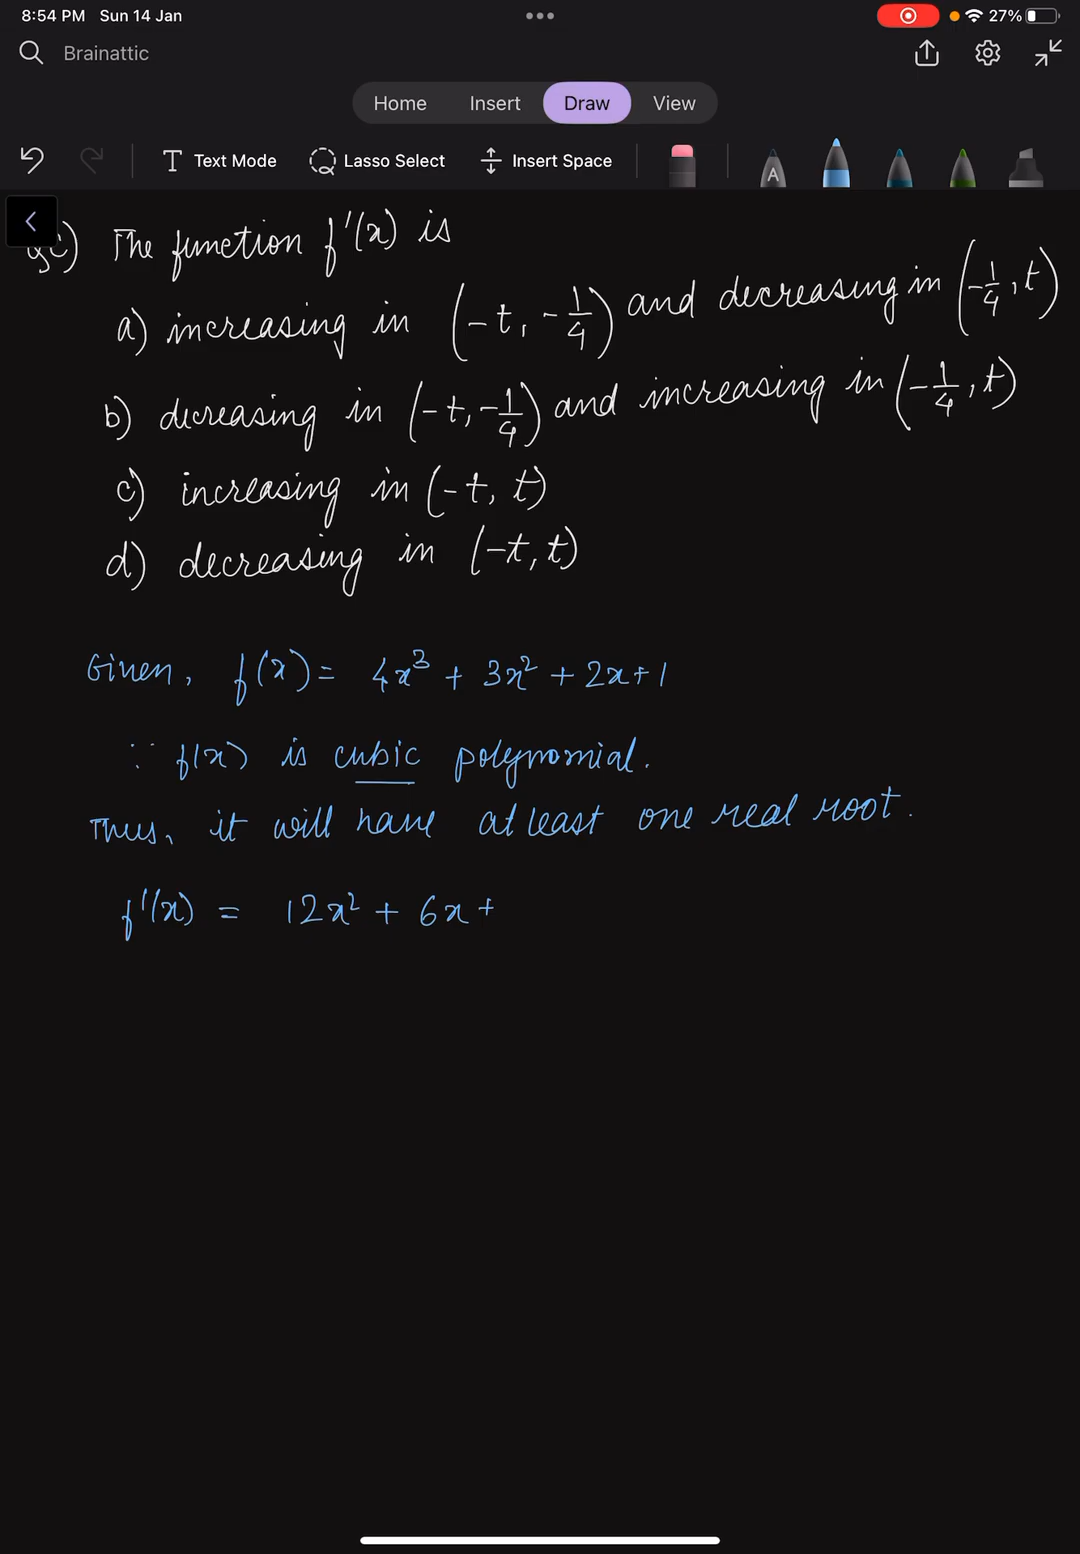 8:54 PM Sun 14 Jan
27%
Brainattic
Home Insert Draw View
T Text Mode Lasso Select Insert Space
A
The function f'(x) is
a) increasing in (-t, -1/4) and decreasing in (-1/4, t)
b) decreasing in (-t, -1/4) and increasing in (-1/4, t)
c) increasing in (-t, t)
d) decreasing in (-t, t)
Given, f(x) = 4x³ + 3x² + 2x + 1
∵ f(x) is cubic polynomial.
Thus, it will have at least one real root.
f'(x) = 12x² + 6x +